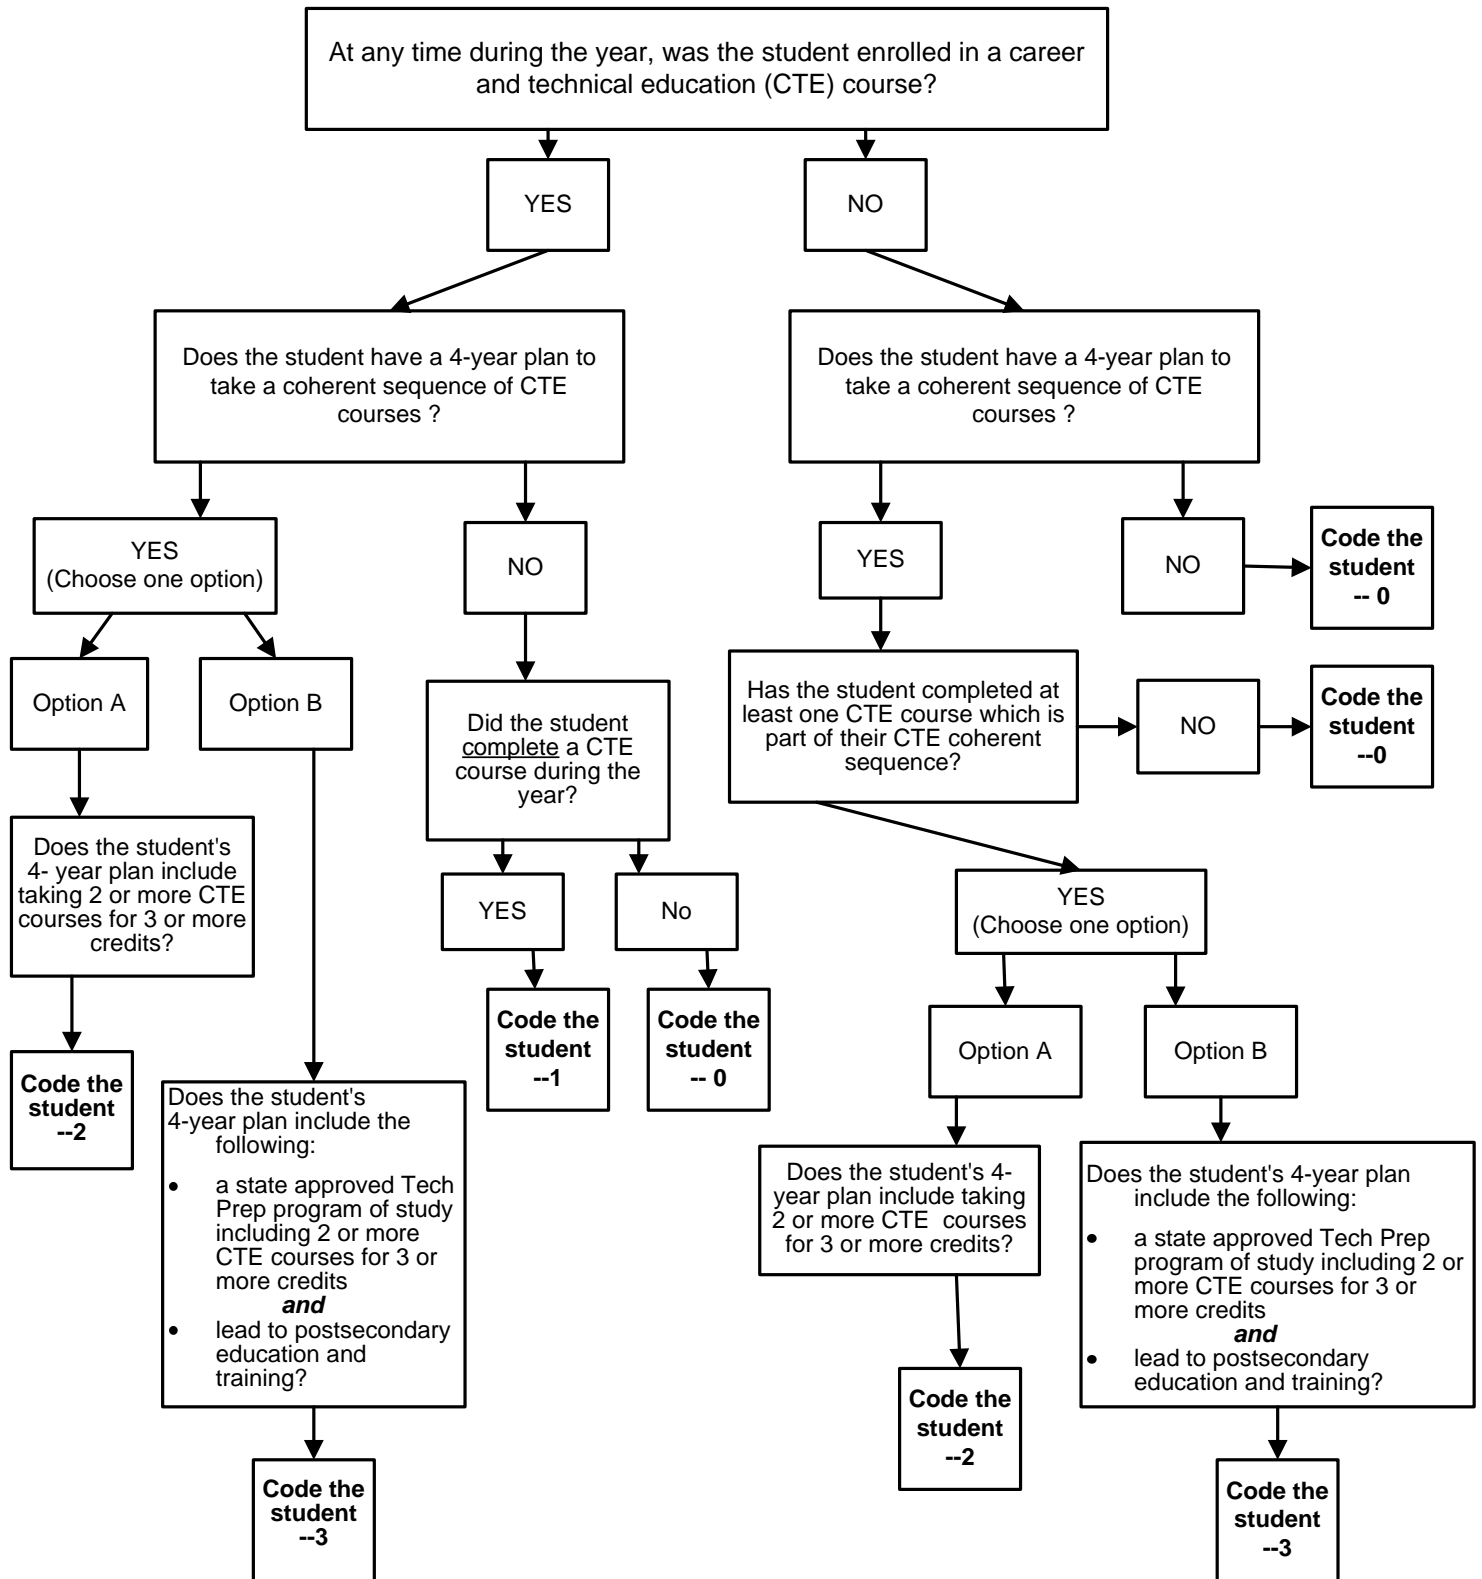 At any time during the year, was the student enrolled in a career
and technical education (CTE) course?
YES
NO
Does the student have a 4-year plan to
take a coherent sequence of CTE
courses ?
Does the student have a 4-year plan to
take a coherent sequence of CTE
courses ?
YES
(Choose one option)
NO
YES
NO
Code the
student
-- 0
Option A
Option B
Did the student
complete a CTE
course during the
year?
Has the student completed at
least one CTE course which is
part of their CTE coherent
sequence?
NO
Code the
student
--0
Does the student's
4- year plan include
taking 2 or more CTE
courses for 3 or more
credits?
YES
No
YES
(Choose one option)
Code the
student
--2
Code the
student
--1
Code the
student
-- 0
Option A
Option B
Does the student's
4-year plan include the
following:
• a state approved Tech
Prep program of study
including 2 or more
CTE courses for 3 or
more credits
and
• lead to postsecondary
education and
training?
Does the student's 4-
year plan include taking
2 or more CTE courses
for 3 or more credits?
Does the student's 4-year plan
include the following:
• a state approved Tech Prep
program of study including 2 or
more CTE courses for 3 or
more credits
and
• lead to postsecondary
education and training?
Code the
student
--3
Code the
student
--2
Code the
student
--3